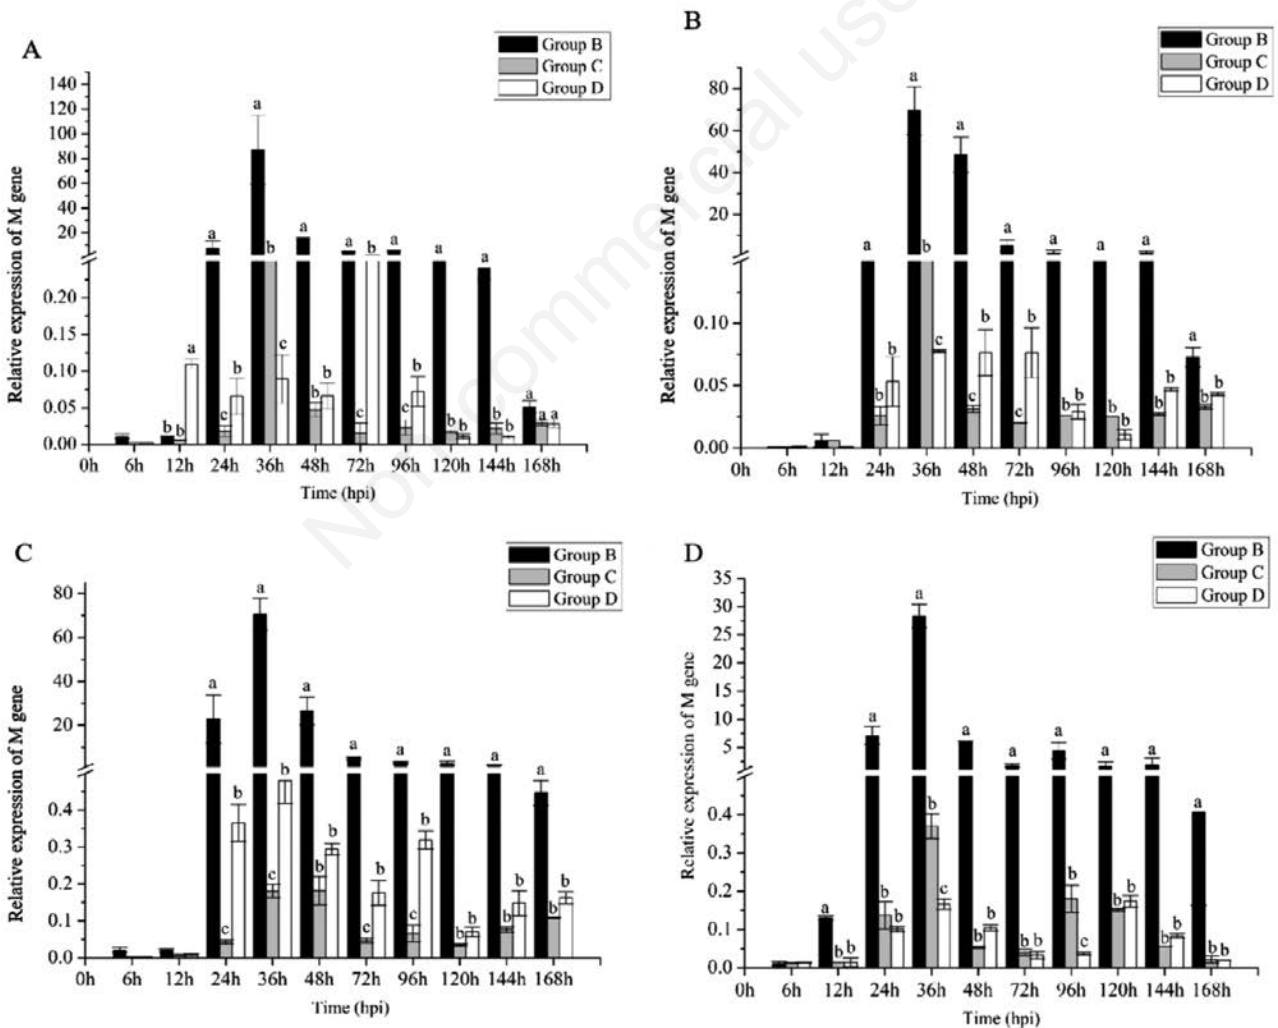 A
Group B
Group C
Group D
Relative expression of M gene
140
120
100
80
60
40
20
0.20
0.15
0.10
0.05
0.00
a
a
a
b
a
a
b
a
a
b b
c
b
c
b
b
c
c
b
b b
b b
a
a a
0h 6h 12h 24h 36h 48h 72h 96h 120h 144h 168h
Time (hpi)
B
Group B
Group C
Group D
Relative expression of M gene
80
60
40
20
0.10
0.05
0.00
a
a
a
a
a
a
a
b
b
b
c
c
b
c
b
b b
b
b
b
b
a
b
b
0h 6h 12h 24h 36h 48h 72h 96h 120h 144h 168h
Time (hpi)
C
Group B
Group C
Group D
Relative expression of M gene
80
60
40
20
0.4
0.3
0.2
0.1
0.0
a
a
a
a
a
a
a
a
b
c
b
c
b
b
c
b
c
b
b
b
b
b
b
b
0h 6h 12h 24h 36h 48h 72h 96h 120h 144h 168h
Time (hpi)
D
Group B
Group C
Group D
Relative expression of M gene
35
30
25
20
15
10
5
0.4
0.3
0.2
0.1
0.0
a
b b
a
b
b
a
b
c
a
b
b
a
b b
a
b
c
a
b
b
a
b
b
a
b b
0h 6h 12h 24h 36h 48h 72h 96h 120h 144h 168h
Time (hpi)
Non commercial use